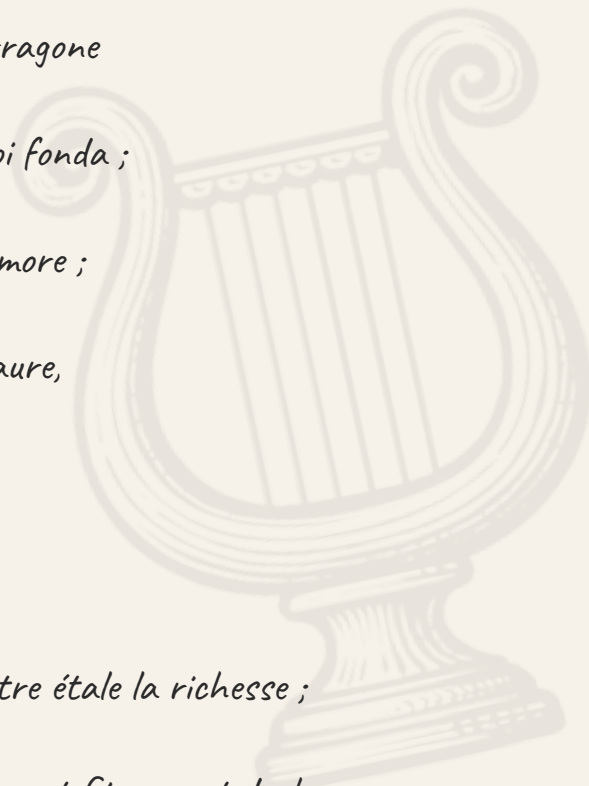 ragone
oi fonda ;
more ;
aure,
tre étale la richesse ;